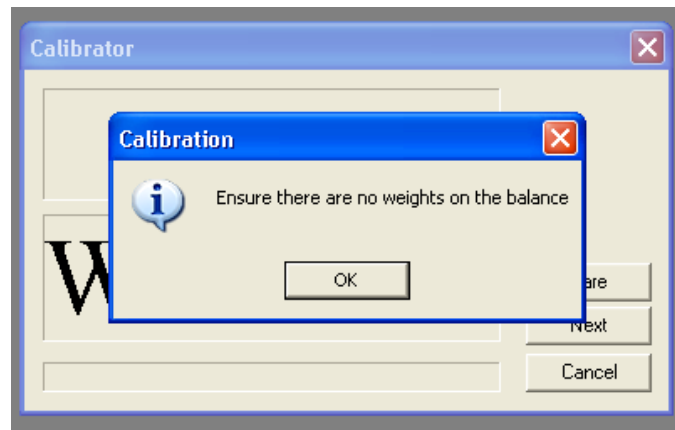 Calibrator
Calibration
Ensure there are no weights on the balance
OK
W
Next
Cancel